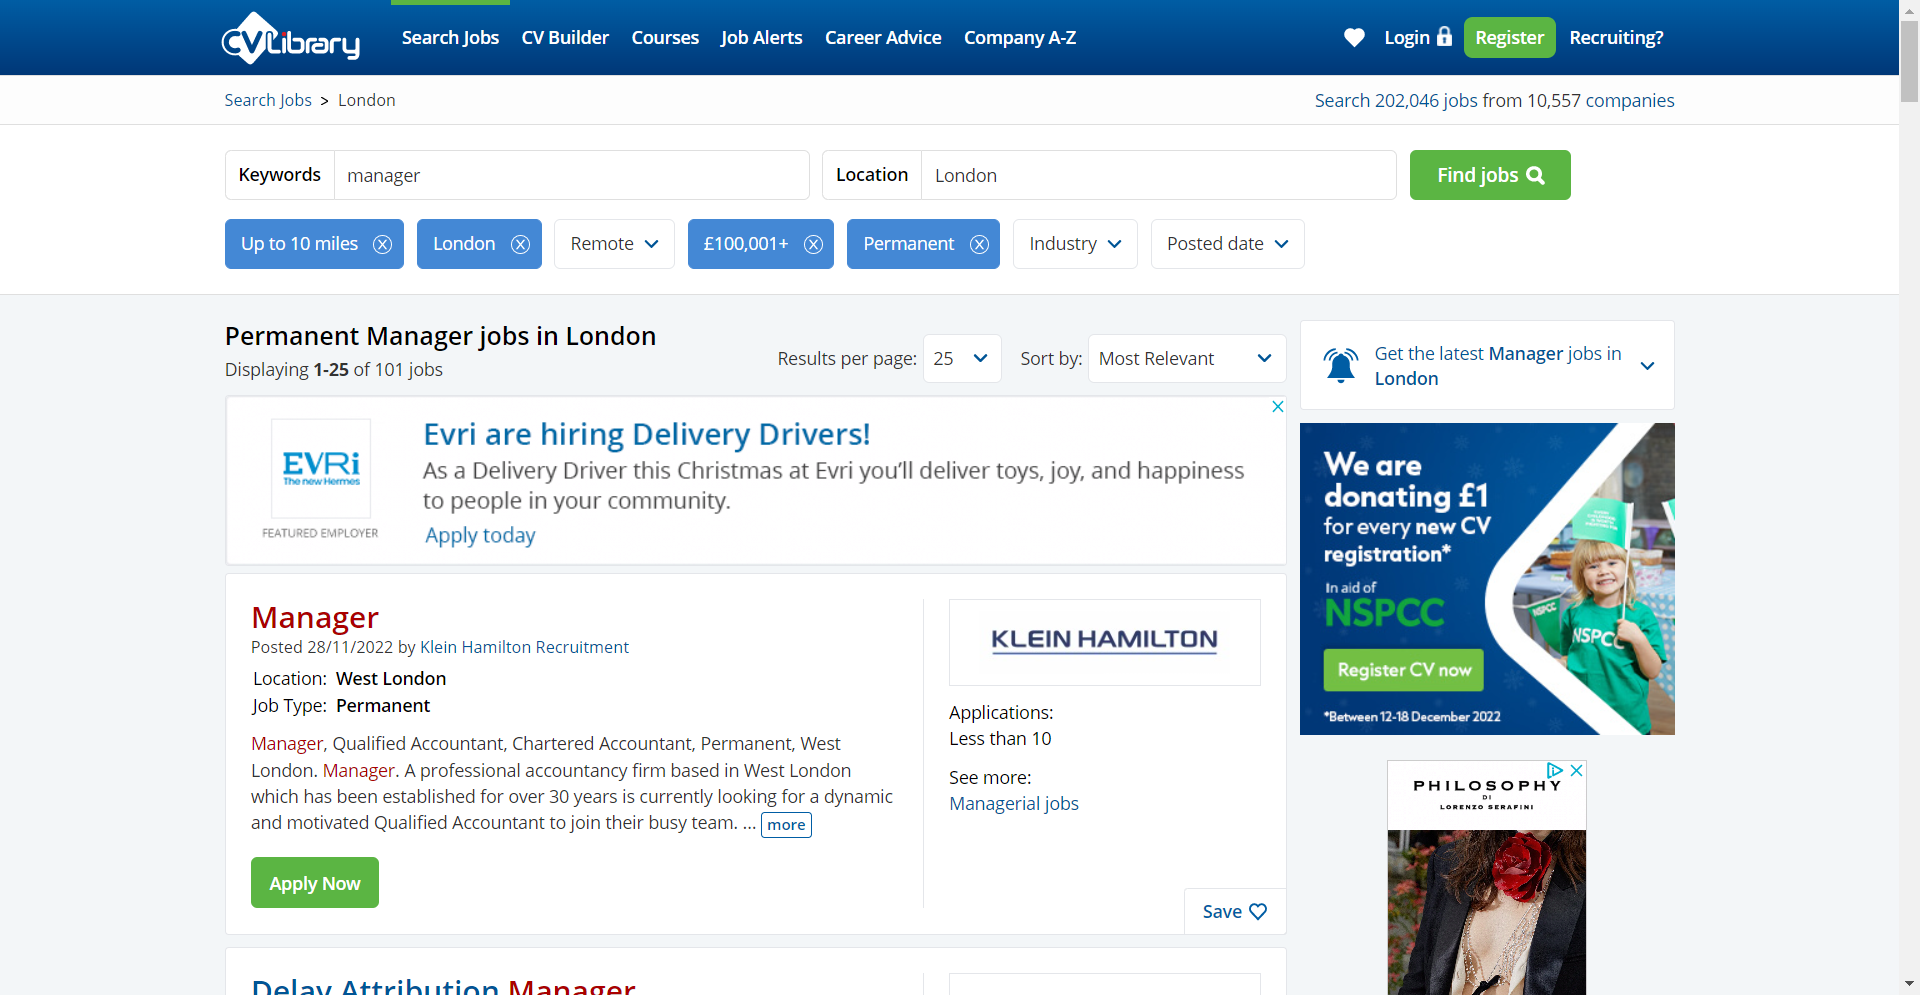 CVLibrary
Search Jobs CV Builder Courses Job Alerts Career Advice Company A-Z Login Register Recruiting?
Search Jobs > London
Search 202,046 jobs from 10,557 companies
Keywords manager
Location London
Find jobs
Up to 10 miles London Remote £100,001+ Permanent Industry Posted date
Permanent Manager jobs in London
Displaying 1-25 of 101 jobs
Results per page: 25
Sort by: Most Relevant
EVRi
The new Hermes
FEATURED EMPLOYER
Evri are hiring Delivery Drivers!
As a Delivery Driver this Christmas at Evri you'll deliver toys, joy, and happiness
to people in your community.
Apply today
Manager
Posted 28/11/2022 by Klein Hamilton Recruitment
Location: West London
Job Type: Permanent
Manager, Qualified Accountant, Chartered Accountant, Permanent, West
London. Manager. A professional accountancy firm based in West London
which has been established for over 30 years is currently looking for a dynamic
and motivated Qualified Accountant to join their busy team. ... more
Apply Now
KLEIN HAMILTON
Applications:
Less than 10
See more:
Managerial jobs
Save
Delay Attribution Manager
Get the latest Manager jobs in
London
We are
donating £1
for every new CV
registration*
In aid of
NSPCC
Register CV now
*Between 12-18 December 2022
NSPCC
NSPCC
PHILOSOPHY
DI
LORENZO SERAFINI